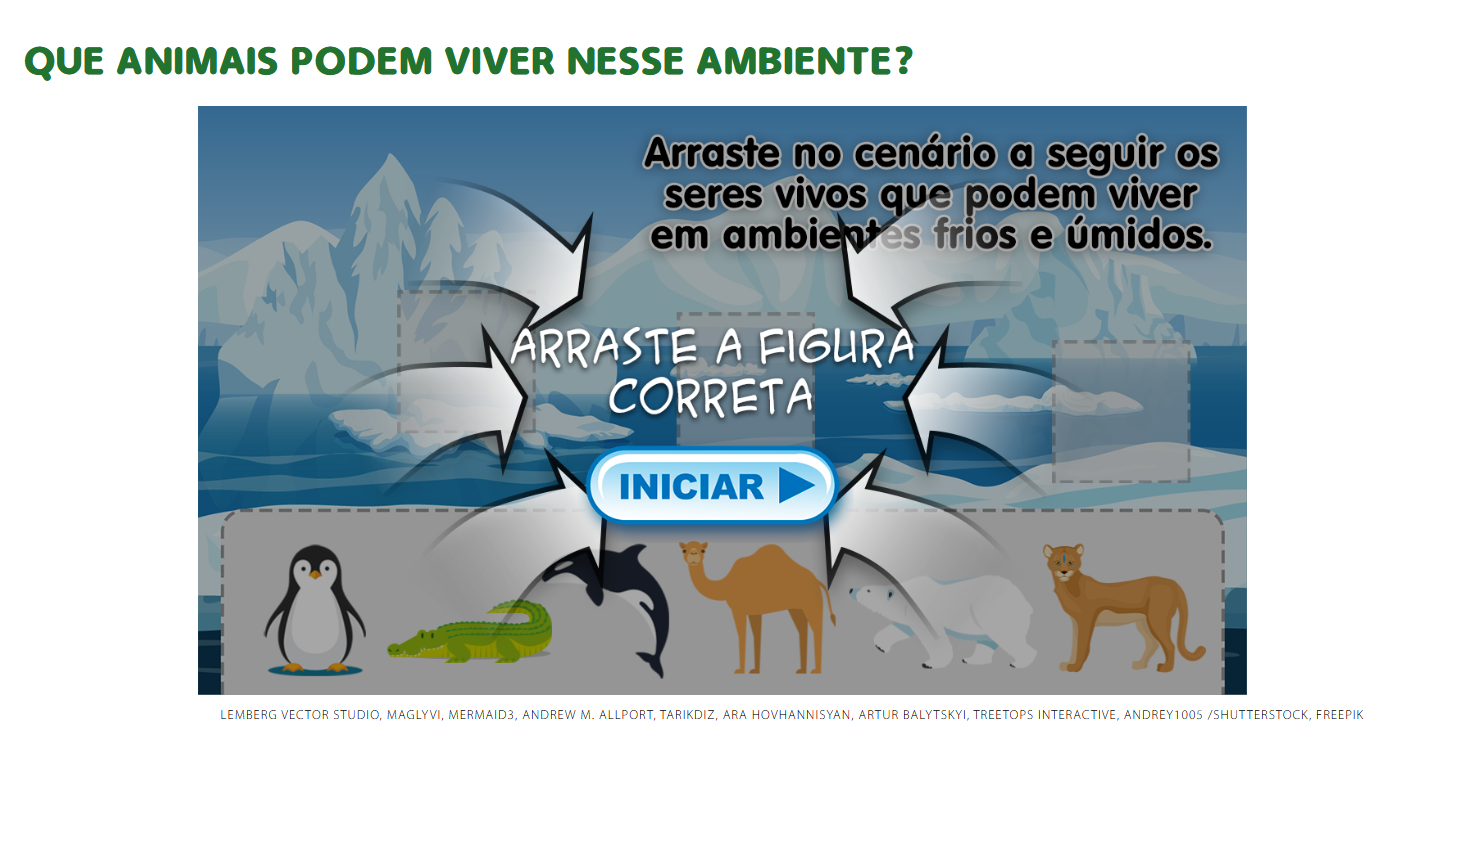 QUE ANIMAIS PODEM VIVER NESSE AMBIENTE?
Arraste no cenário a seguir os
seres vivos que podem viver
em ambientes frios e úmidos.
ARRASTE A FIGURA
CORRETA
INICIAR
LEMBERG VECTOR STUDIO, MAGLYVI, MERMAID3, ANDREW M. ALLPORT, TARIKDIZ, ARA HOVHANNISYAN, ARTUR BALYTSKYI, TREETOPS INTERACTIVE, ANDREY1005 /SHUTTERSTOCK, FREEPIK